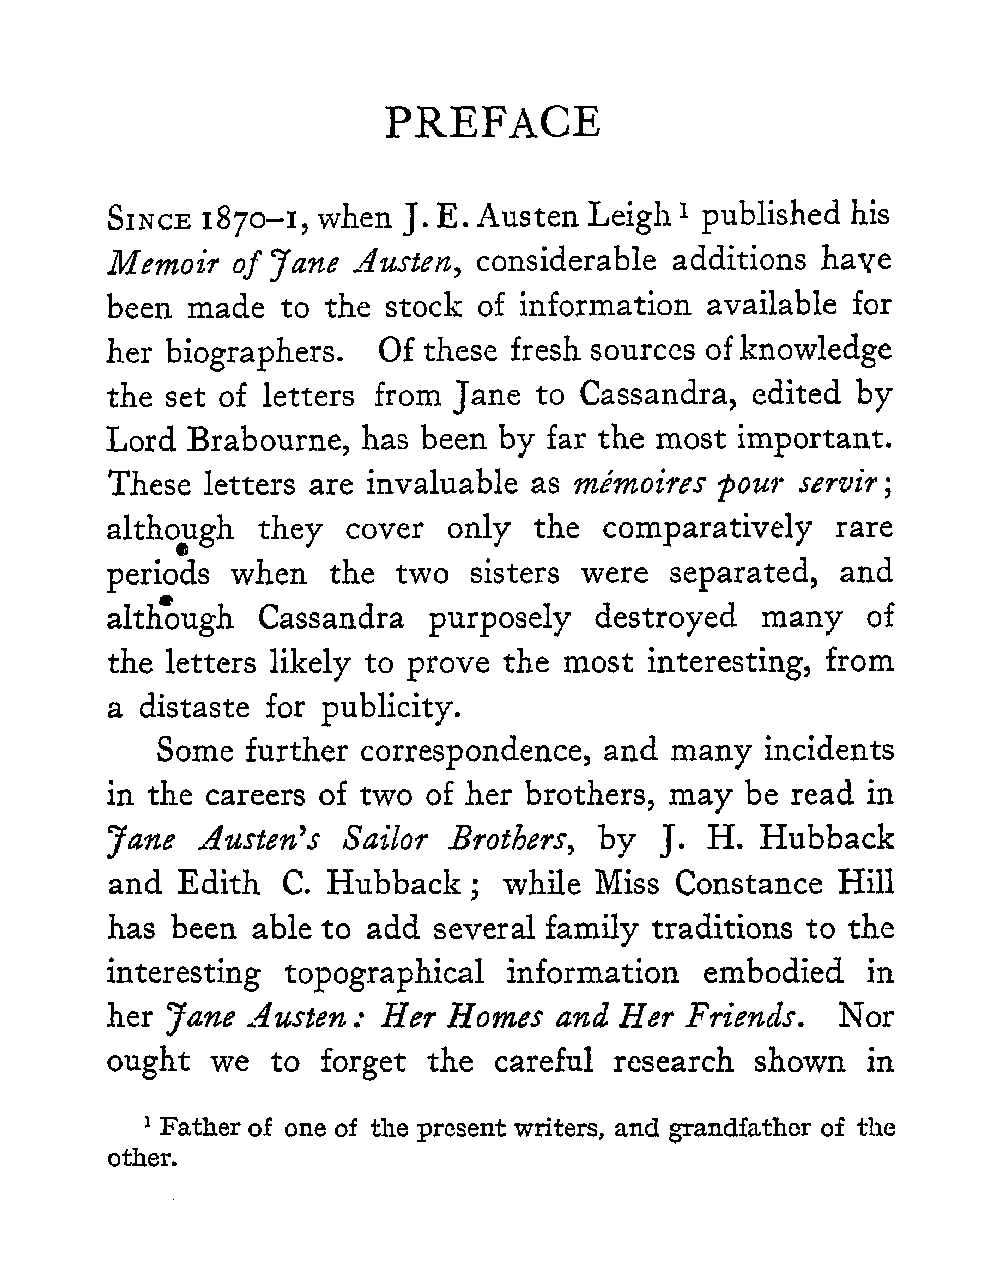 PREFACE
SINCE 1870–1, when J. E. Austen Leigh ¹ published his
Memoir of Jane Austen, considerable additions have
been made to the stock of information available for
her biographers. Of these fresh sources of knowledge
the set of letters from Jane to Cassandra, edited by
Lord Brabourne, has been by far the most important.
These letters are invaluable as mémoires pour servir;
although they cover only the comparatively rare
periods when the two sisters were separated, and
although Cassandra purposely destroyed many of
the letters likely to prove the most interesting, from
a distaste for publicity.
Some further correspondence, and many incidents
in the careers of two of her brothers, may be read in
Jane Austen's Sailor Brothers, by J. H. Hubback
and Edith C. Hubback; while Miss Constance Hill
has been able to add several family traditions to the
interesting topographical information embodied in
her Jane Austen: Her Homes and Her Friends. Nor
ought we to forget the careful research shown in
¹ Father of one of the present writers, and grandfather of the
other.